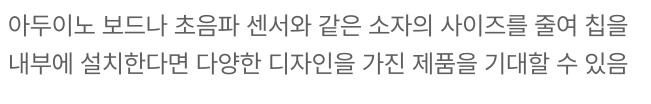 아두이노 보드나 초음파 센서와 같은 소자의 사이즈를 줄여 칩을
내부에 설치한다면 다양한 디자인을 가진 제품을 기대할 수 있음